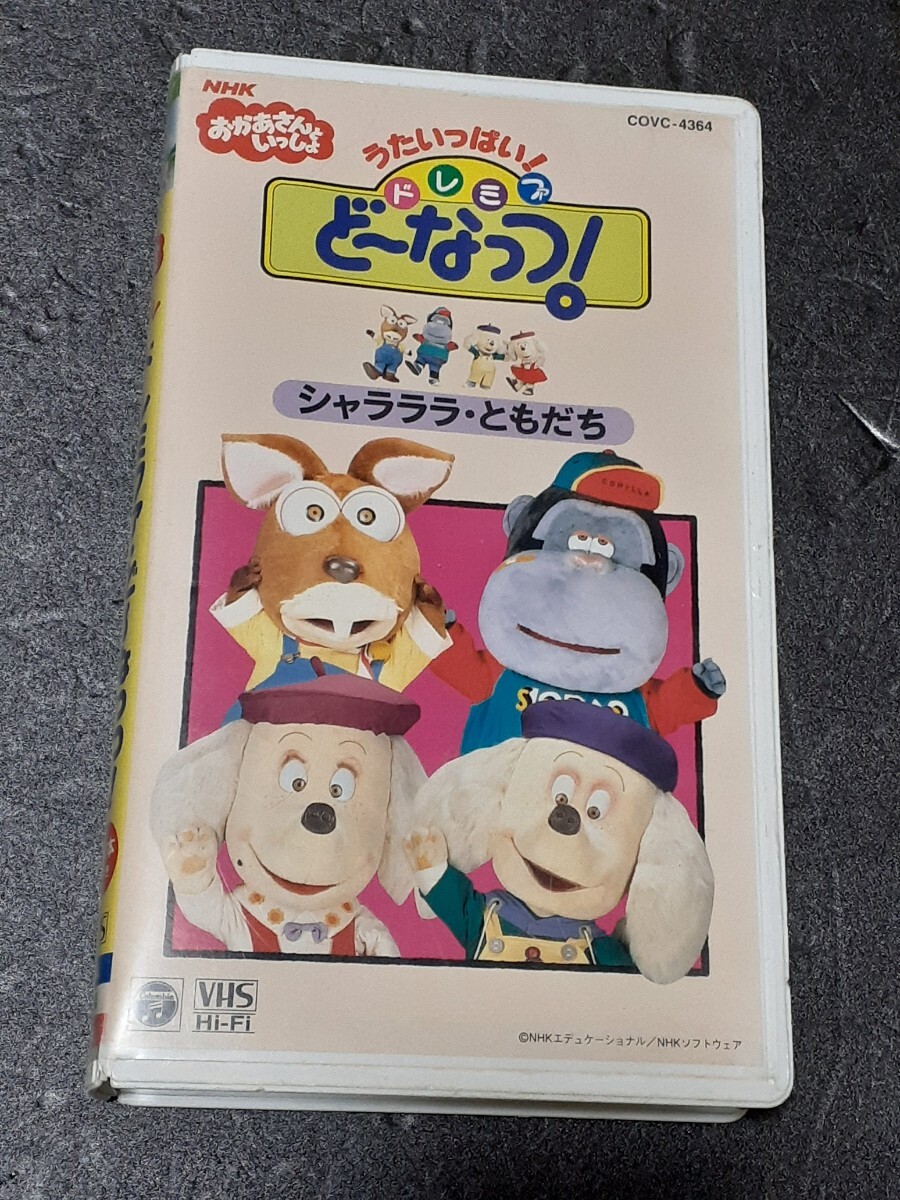 NHK
おかあさんと
いっしょ
COVC-4364
うたいっぱい!
ドレミファ
ど〜なっつ!
シャラララ・ともだち
GORILLA
Columbia
VHS
Hi-Fi
©NHKエデュケーショナル/NHKソフトウェア